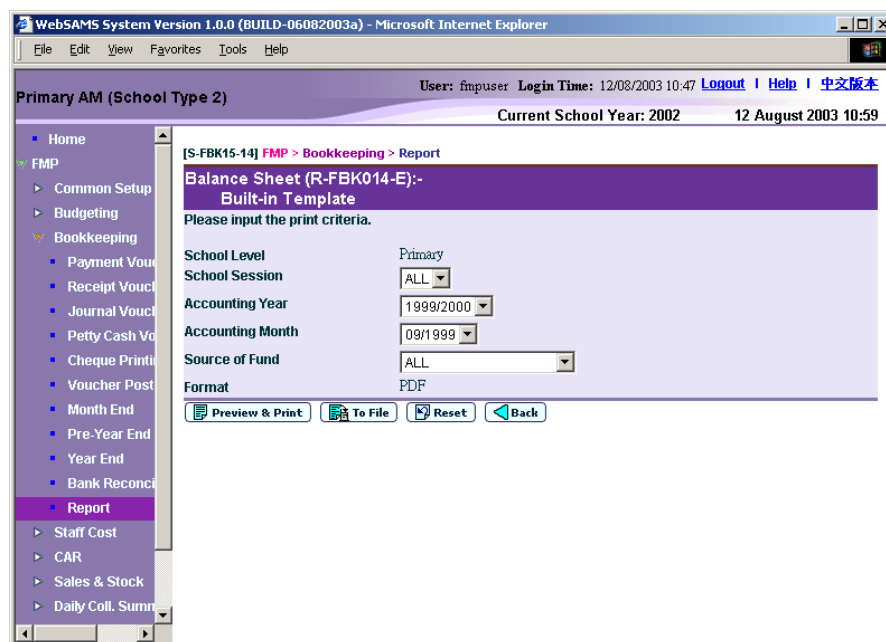 WebSAMS System Version 1.0.0 (BUILD-06082003a) - Microsoft Internet Explorer
File Edit View Favorites Tools Help
Primary AM (School Type 2)
User: fmpuser Login Time: 12/08/2003 10:47 Logout | Help | 中文版本
Current School Year: 2002 12 August 2003 10:59
Home
FMP
Common Setup
Budgeting
Bookkeeping
Payment Vou
Receipt Voucl
Journal Voucl
Petty Cash Vo
Cheque Printi
Voucher Post
Month End
Pre-Year End
Year End
Bank Reconci
Report
Staff Cost
CAR
Sales & Stock
Daily Coll. Summ
[S-FBK15-14] FMP > Bookkeeping > Report
Balance Sheet (R-FBK014-E):-
Built-in Template
Please input the print criteria.
School Level Primary
School Session ALL
Accounting Year 1999/2000
Accounting Month 09/1999
Source of Fund ALL
Format PDF
Preview & Print To File Reset Back